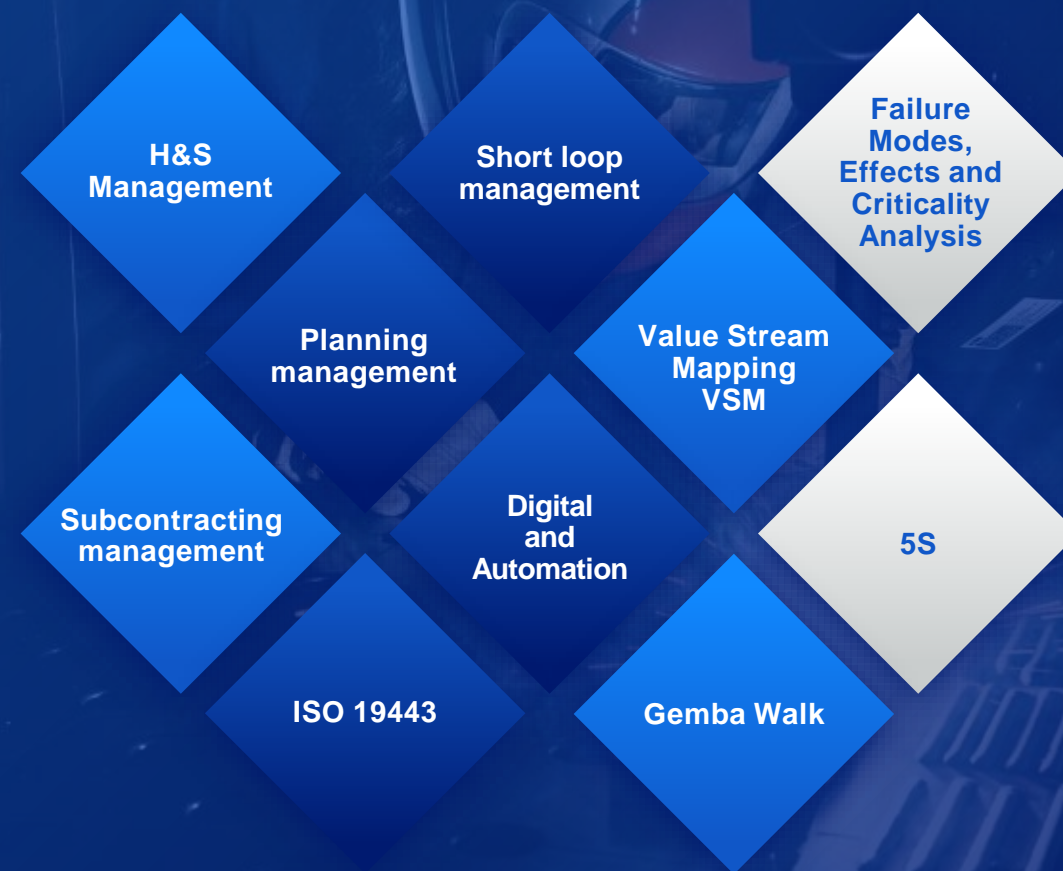 H&S
Management
Short loop
management
Failure
Modes,
Effects and
Criticality
Analysis
Planning
management
Value Stream
Mapping
VSM
Subcontracting
management
Digital
and
Automation
5S
ISO 19443
Gemba Walk